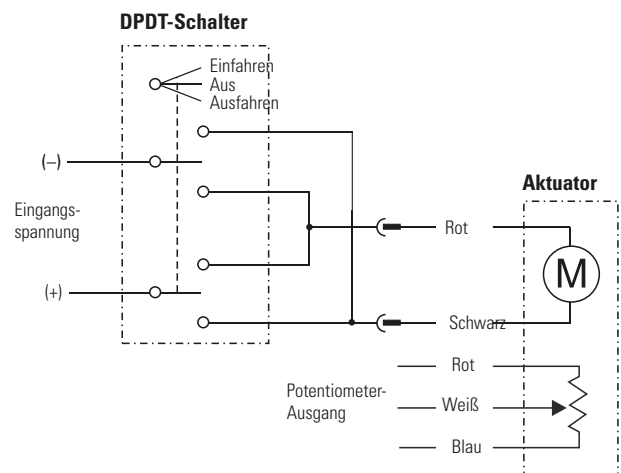 DPDT-Schalter
Einfahren
Aus
Ausfahren
(–)
Eingangs-
spannung
(+)
Aktuator
Rot
M
Schwarz
Rot
Potentiometer-
Ausgang
Weiß
Blau